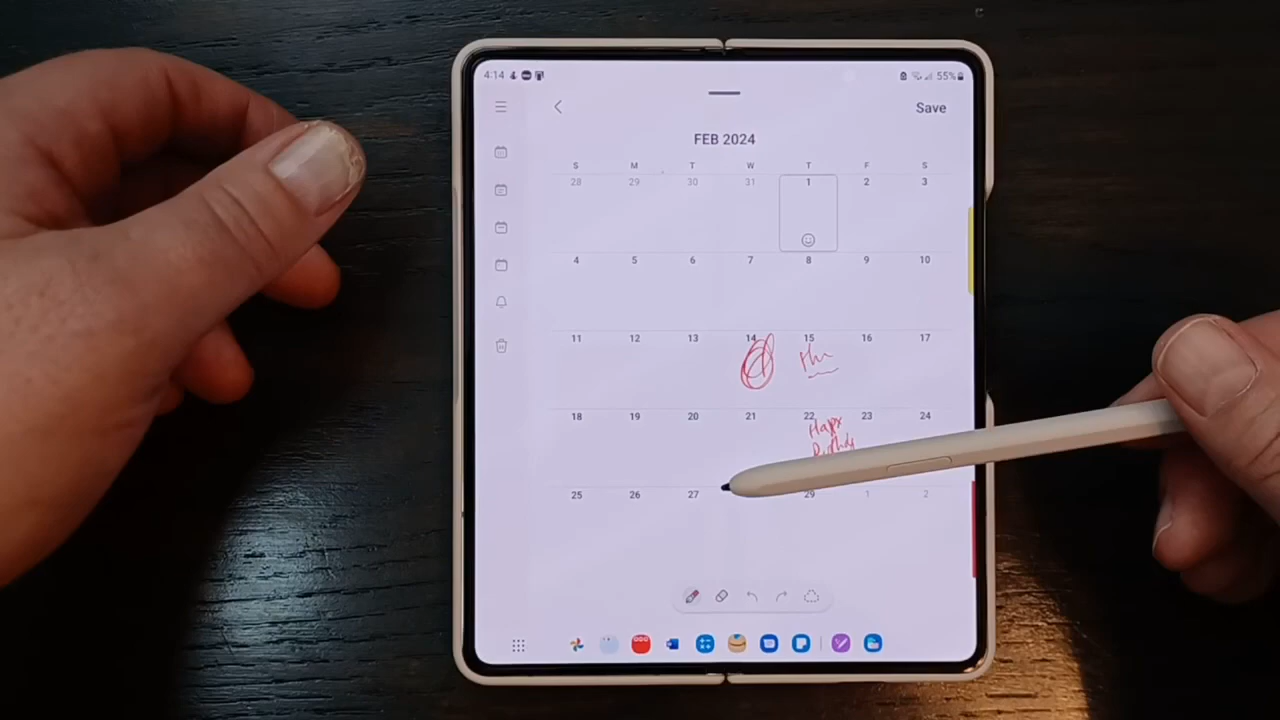 4:14 55%
Save
FEB 2024
S M T W T F S
28 29 30 31 1 2 3
4 5 6 7 8 9 10
11 12 13 14 15 16 17
18 19 20 21 22 23 24
Happy
25 26 27 29 1 2